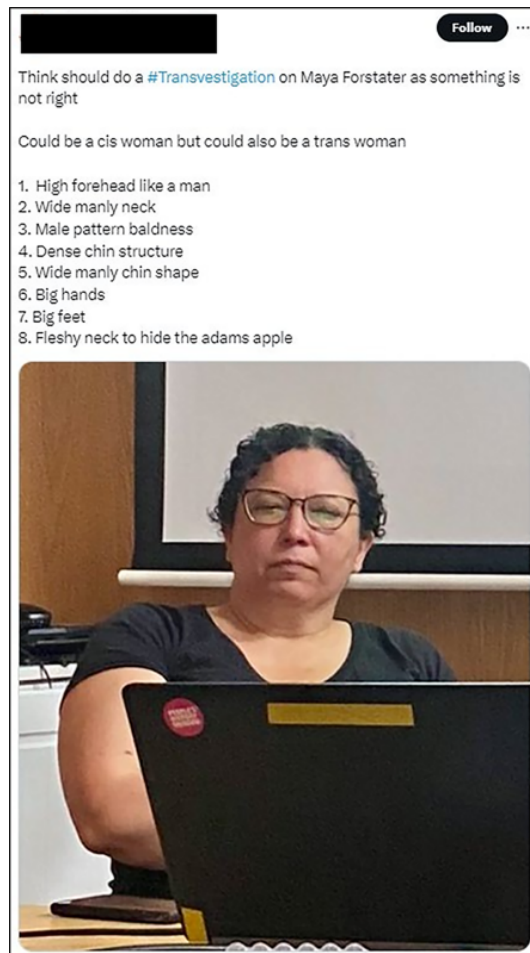 Follow
Think should do a #Transvestigation on Maya Forstater as something is
not right
Could be a cis woman but could also be a trans woman
1. High forehead like a man
2. Wide manly neck
3. Male pattern baldness
4. Dense chin structure
5. Wide manly chin shape
6. Big hands
7. Big feet
8. Fleshy neck to hide the adams apple